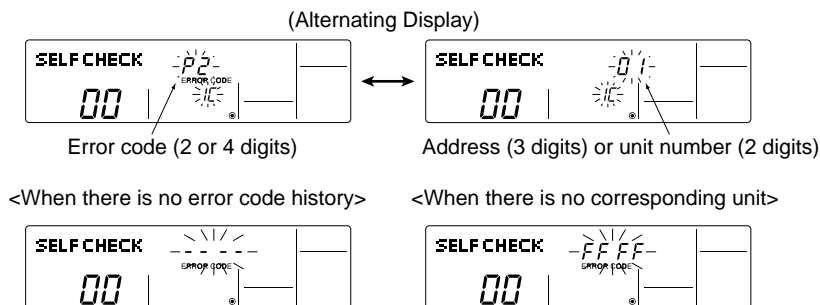 (Alternating Display)
SELF CHECK
P2
ERROR CODE
1C
00
SELF CHECK
01
1C
00
Error code (2 or 4 digits)
Address (3 digits) or unit number (2 digits)
<When there is no error code history>
<When there is no corresponding unit>
SELF CHECK
-- --
ERROR CODE
00
SELF CHECK
FFFF
ERROR CODE
00